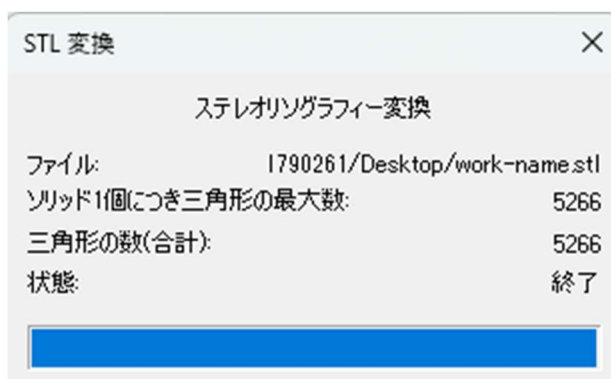 STL 変換
ステレオリソグラフィー変換
ファイル: I790261/Desktop/work-name.stl
ソリッド1個につき三角形の最大数: 5266
三角形の数(合計): 5266
状態: 終了